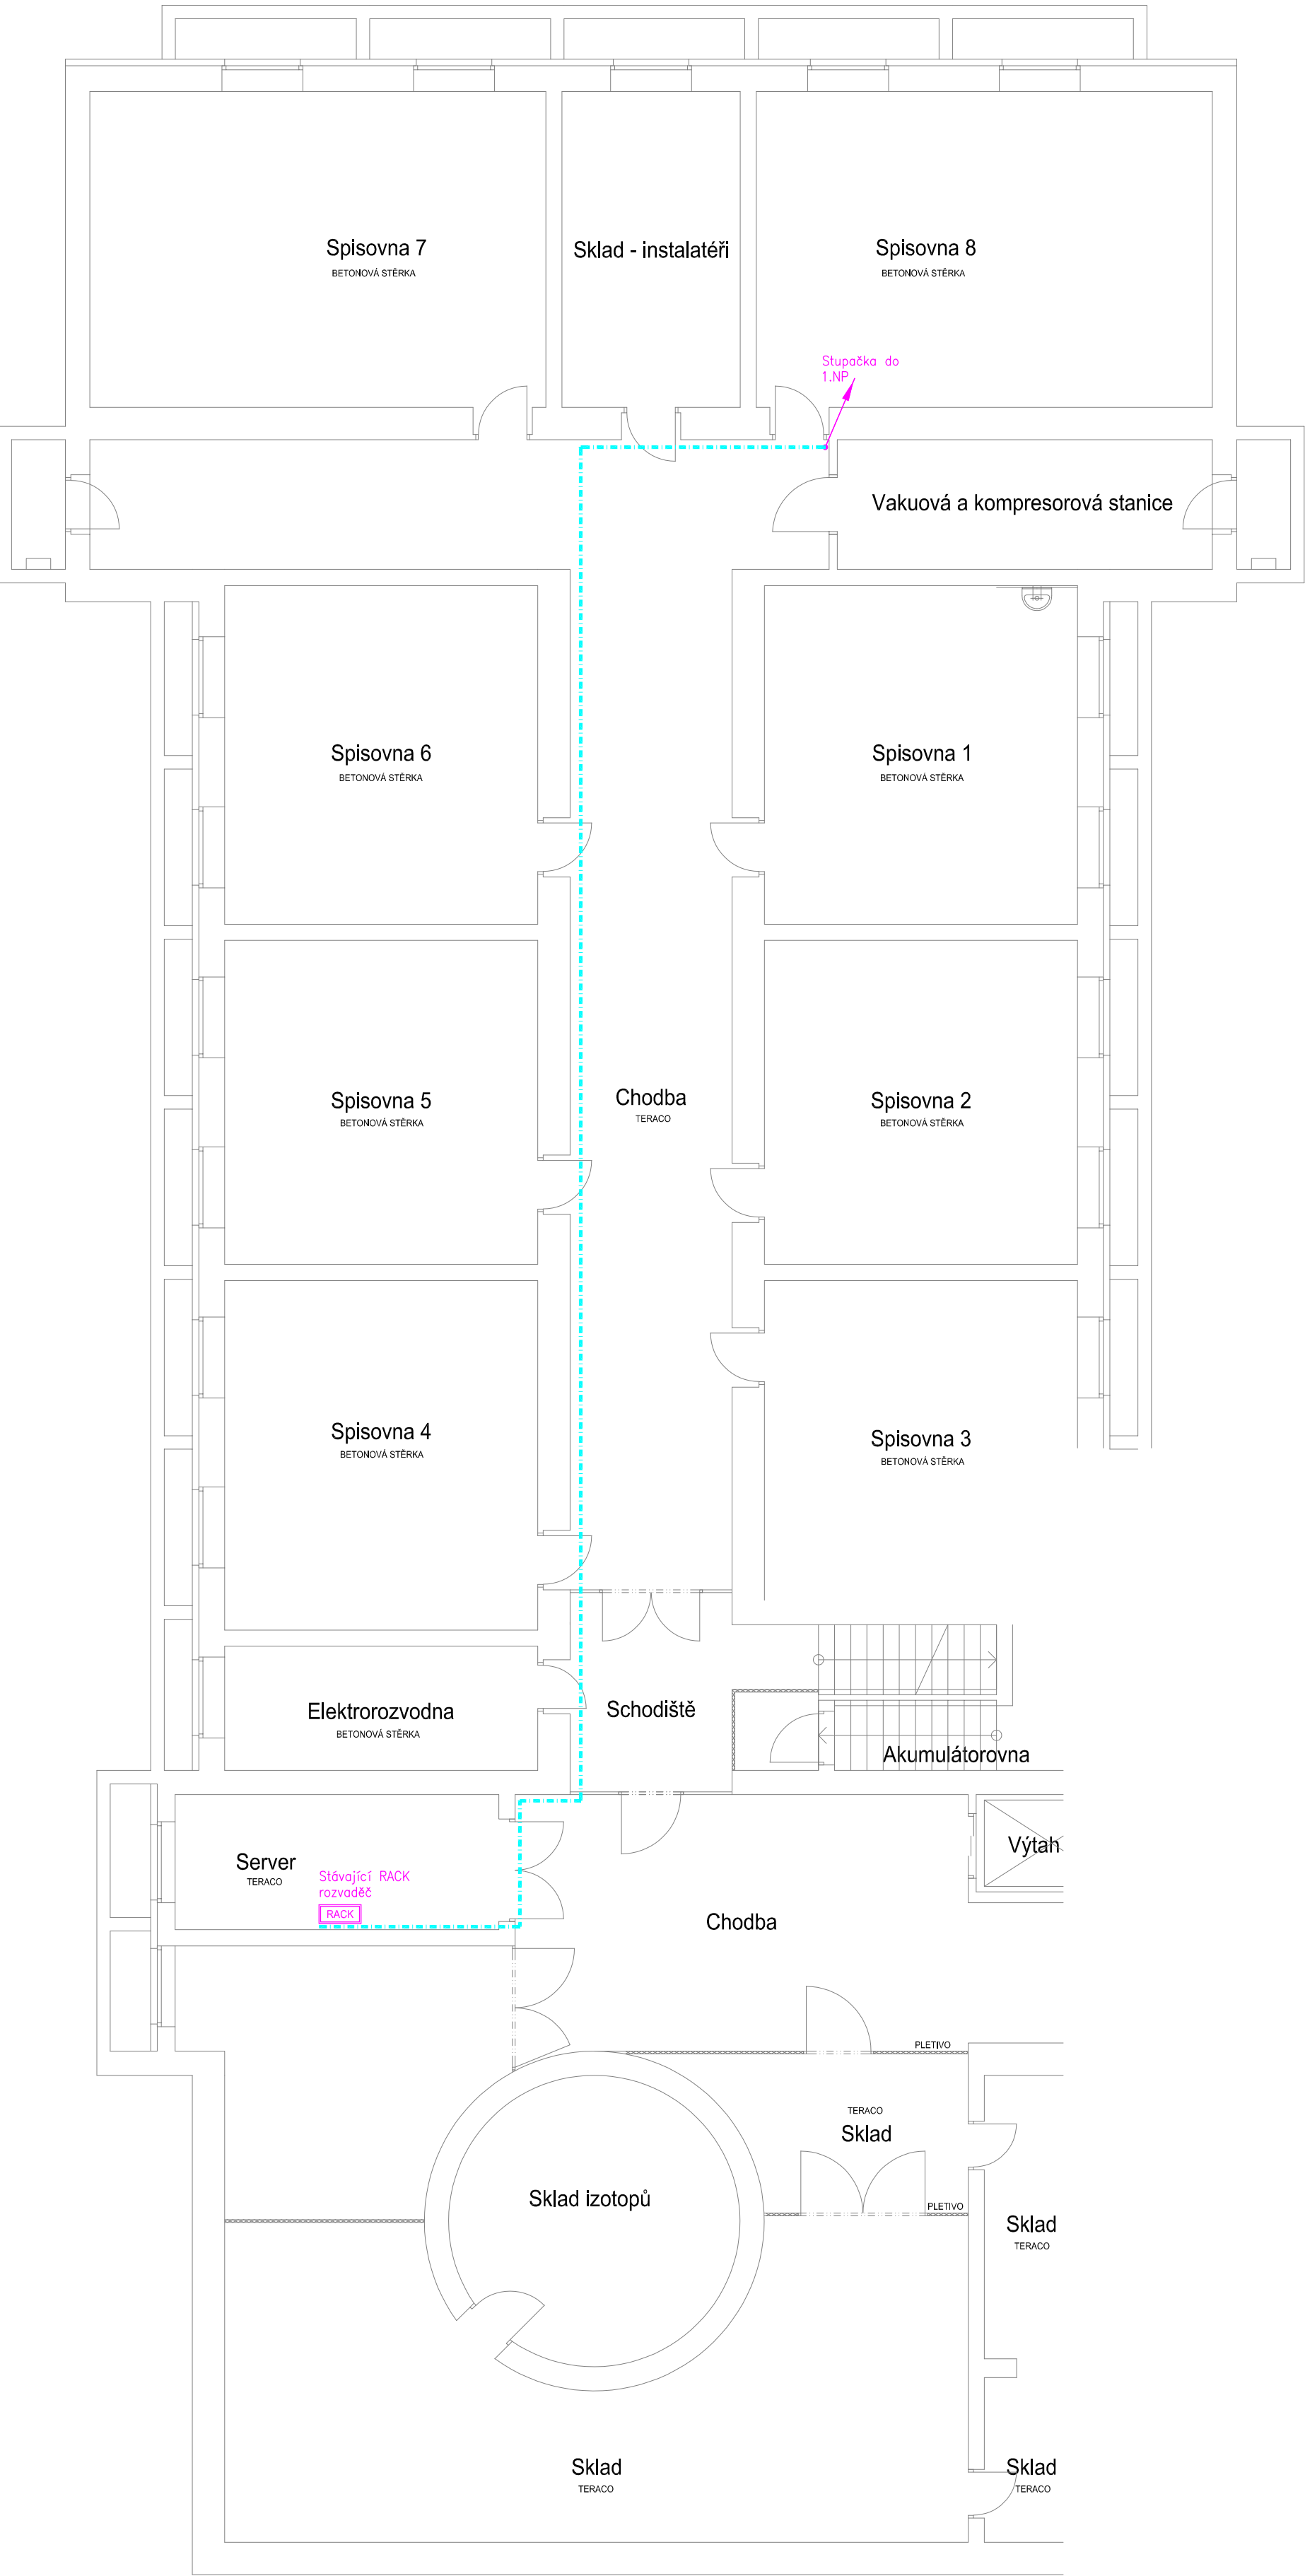 Spisovna 7
BETONOVÁ STĚRKA
Sklad - instalatéři
Spisovna 8
BETONOVÁ STĚRKA
Stupačka do
1.NP
Vakuová a kompresorová stanice
Spisovna 6
BETONOVÁ STĚRKA
Spisovna 1
BETONOVÁ STĚRKA
Spisovna 5
BETONOVÁ STĚRKA
Chodba
TERACO
Spisovna 2
BETONOVÁ STĚRKA
Spisovna 4
BETONOVÁ STĚRKA
Spisovna 3
BETONOVÁ STĚRKA
Elektrorozvodna
BETONOVÁ STĚRKA
Schodiště
Akumulátorovna
Server
TERACO
Stávající RACK
rozvaděč
RACK
Výtah
Chodba
PLETIVO
TERACO
Sklad
Sklad izotopů
PLETIVO
Sklad
TERACO
Sklad
TERACO
Sklad
TERACO